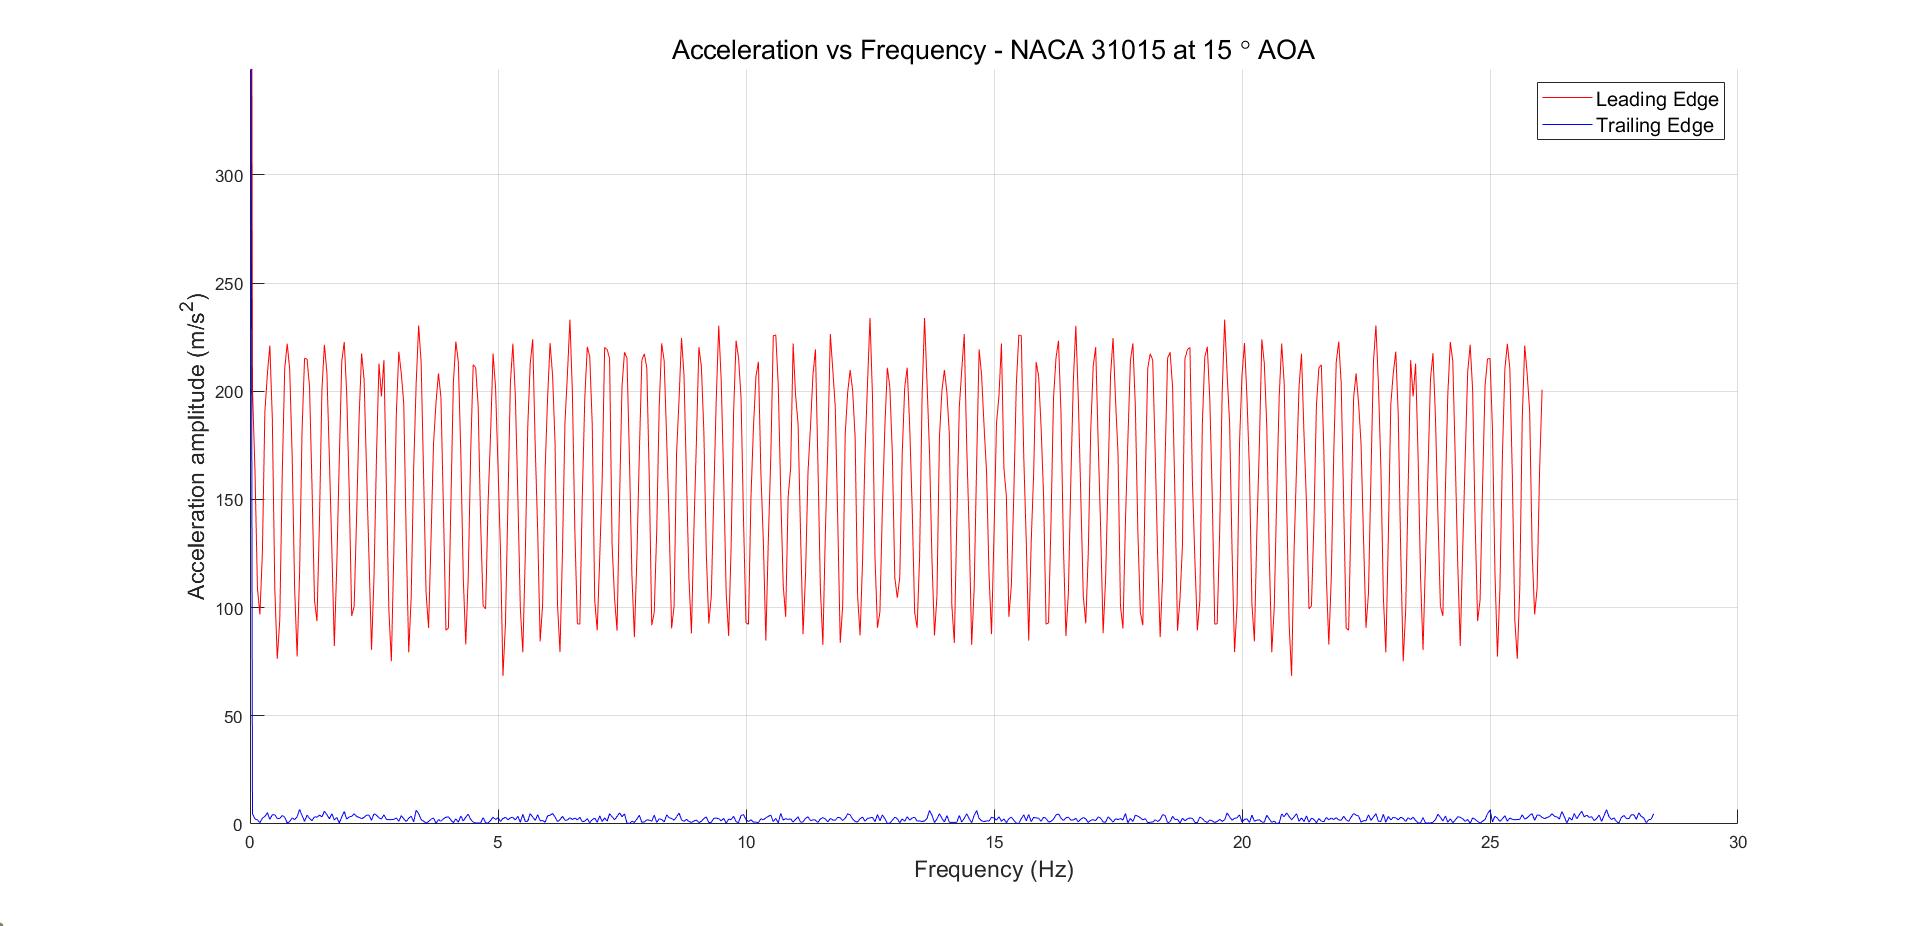 Acceleration vs Frequency - NACA 31015 at 15 ° AOA
Leading Edge
Trailing Edge
300
250
200
150
100
50
0
Acceleration amplitude (m/s²)
0 5 10 15 20 25 30
Frequency (Hz)